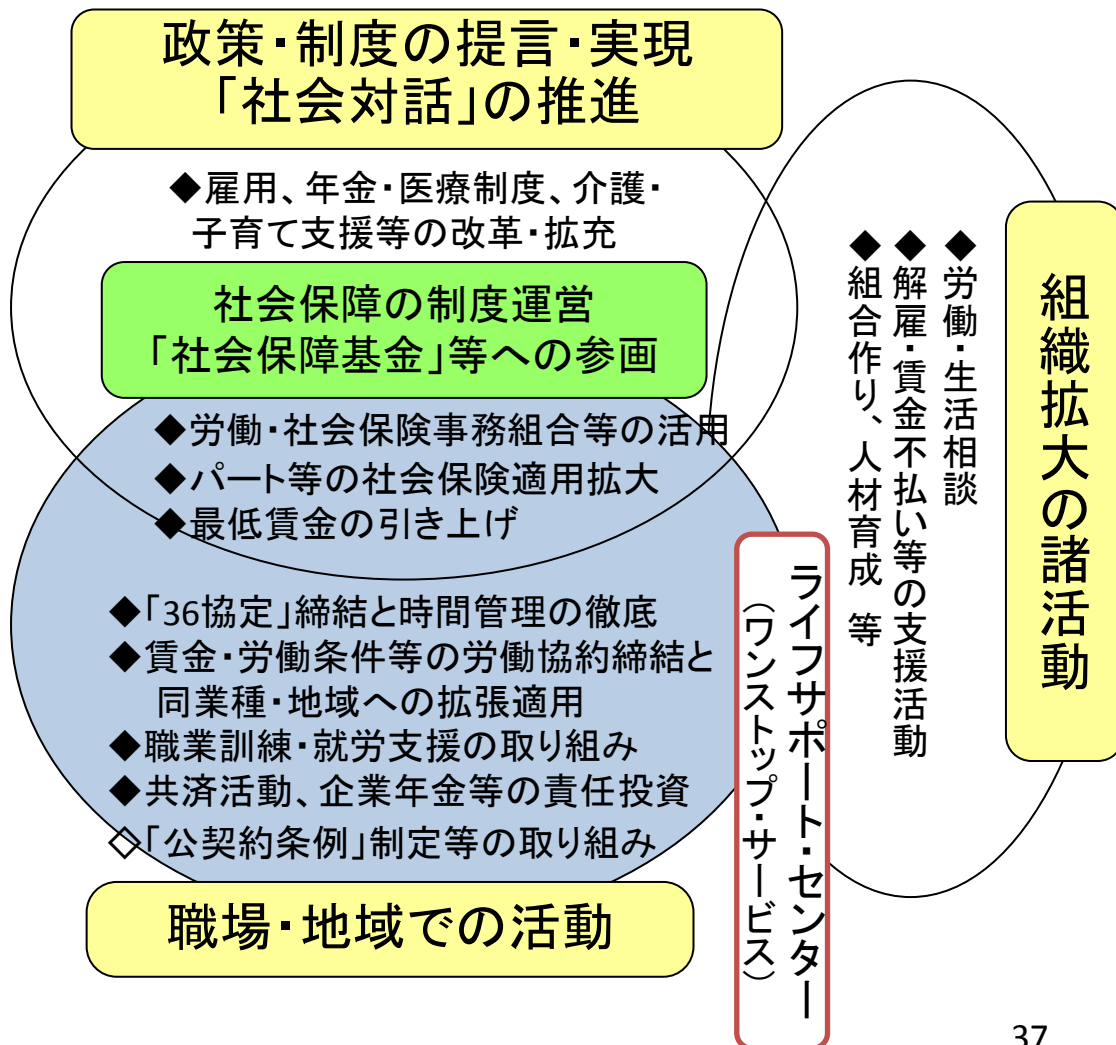 政策・制度の提言・実現
「社会対話」の推進
◆雇用、年金・医療制度、介護・
子育て支援等の改革・拡充
社会保障の制度運営
「社会保障基金」等への参画
◆労働・社会保険事務組合等の活用
◆パート等の社会保険適用拡大
◆最低賃金の引き上げ
◆「36協定」締結と時間管理の徹底
◆賃金・労働条件等の労働協約締結と
同業種・地域への拡張適用
◆職業訓練・就労支援の取り組み
◆共済活動、企業年金等の責任投資
◇「公契約条例」制定等の取り組み
職場・地域での活動
ライフサポート・センター
（ワンストップ・サービス）
◆労働・生活相談
◆解雇・賃金不払い等の支援活動
◆組合作り、人材育成 等
組織拡大の諸活動
37